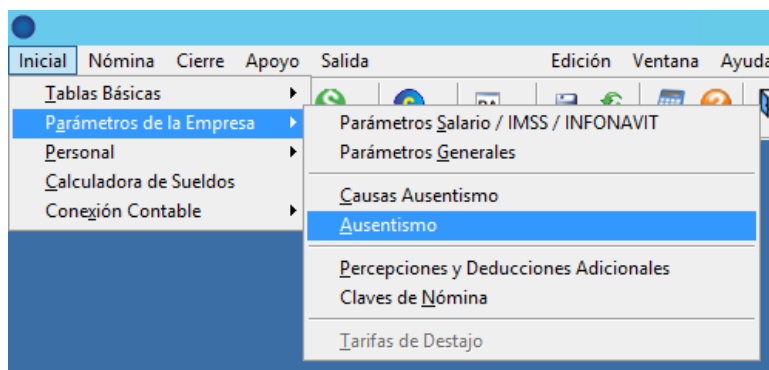 Inicial Nómina Cierre Apoyo Salida Edición Ventana Ayuda
Tablas Básicas
Parámetros de la Empresa
Personal
Calculadora de Sueldos
Conexión Contable
Parámetros Salario / IMSS / INFONAVIT
Parámetros Generales
Causas Ausentismo
Ausentismo
Percepciones y Deducciones Adicionales
Claves de Nómina
Tarifas de Destajo